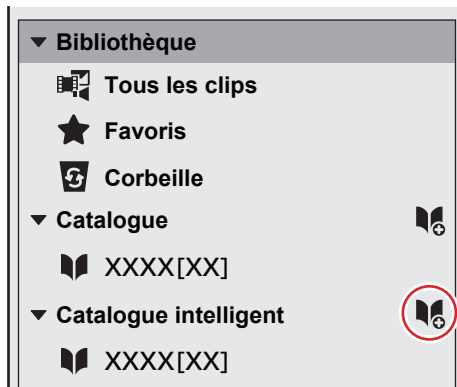 Bibliothèque
Tous les clips
Favoris
Corbeille
Catalogue
XXXX[XX]
Catalogue intelligent
XXXX[XX]